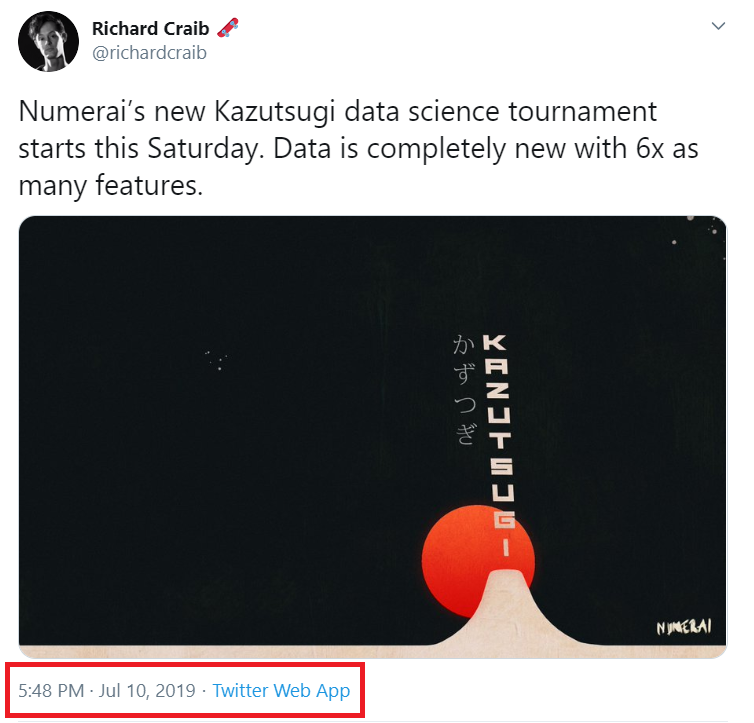 Richard Craib
@richardcraib
Numerai’s new Kazutsugi data science tournament
starts this Saturday. Data is completely new with 6x as
many features.
かずつぎ
KAZUTSUGI
NUMERAI
5:48 PM · Jul 10, 2019 · Twitter Web App